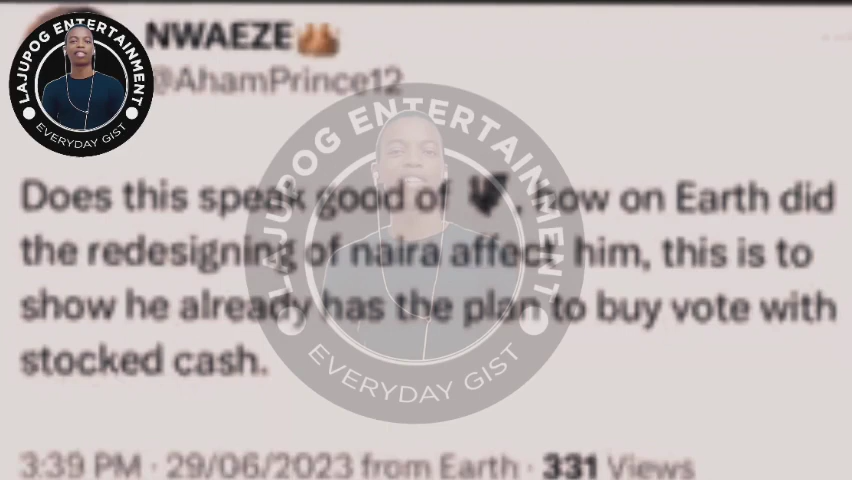 LAJUPOG ENTERTAINMENT
EVERYDAY GIST
NWAEZE
@AhamPrince12
LAJUPOG ENTERTAINMENT
EVERYDAY GIST
Does this speak good of , how on Earth did
the redesigning of naira affect him, this is to
show he already has the plan to buy vote with
stocked cash.
3:39 PM · 29/06/2023 from Earth · 331 Views